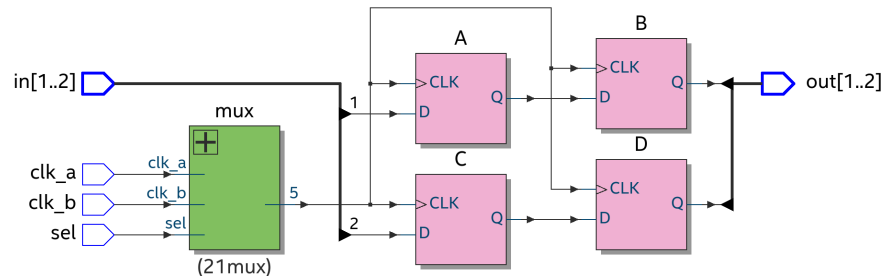 in[1..2]
clk_a
clk_b
sel
mux
clk_a
clk_b
sel
5
(21mux)
1
2
A
CLK
D
Q
C
CLK
D
Q
B
CLK
D
Q
D
CLK
D
Q
out[1..2]